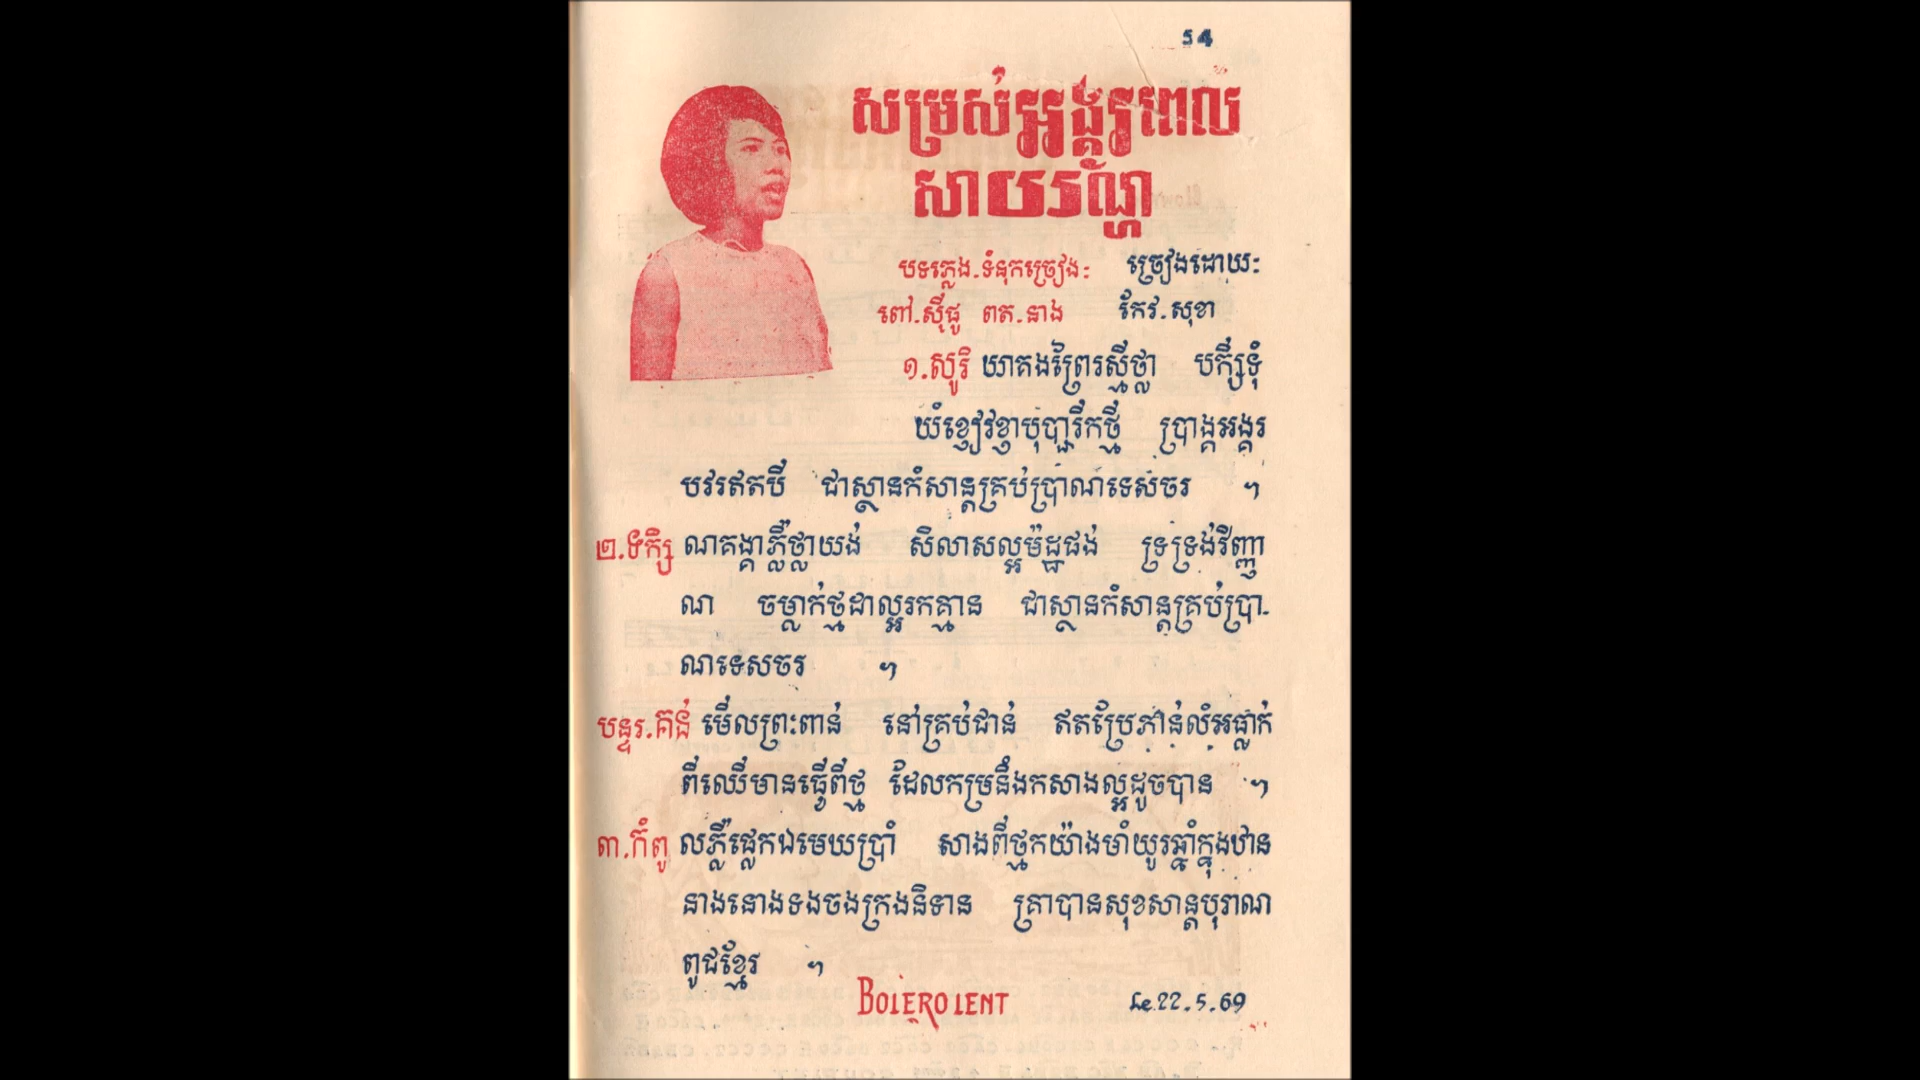 54
សម្រស់អង្គរពេល
សាយរណ្ហ
បទភ្លេង.ទំនុកច្រៀង: ច្រៀងដោយ:
ពៅ.ស៊ីផូ ពត.នាង កែវ.សុខា
១.សូរិ យាគងព្រៃរស្មីថ្លា បក្សីទុំ
យំខ្ញៀវខ្ញាបុប្ផារីកថ្មី ប្រាង្គអង្គរ
បវរឥតបី ជាស្ថានកំសាន្តគ្រប់ប្រាណទេសចរ ។
២.ទក្ សិ ណគង្គាភ្លឺថ្លាយង់ សិលាសល្អម៉ដ្ឋផង់ ទ្រទ្រង់វិញ្ញា
ណ ចម្លាក់ថ្មដាល្អរកគ្មាន ជាស្ថានកំសាន្តគ្រប់ប្រា-
ណទេសចរ ។
បន្ទរ.គន់ មើលព្រះពាន់ នៅគ្រប់ជាន់ ឥតប្រែភាន់លំអធ្លាក់
ពីឈើមានធ្វើពីថ្ម ដែលកម្រនឹងកសាងល្អដូចបាន ។
៣.កំពូ លភ្លឺផ្លេកឯមេឃប្រាំ សាងពីថ្មកយ៉ាងមាំយូរឆ្នាំក្នុងឋាន
នាងនោងទងចងក្រងនិទាន គ្រាបានសុខសាន្តបុរាណ
ពូជខ្មែរ ។
BOLERO LENT Le 22.5.69